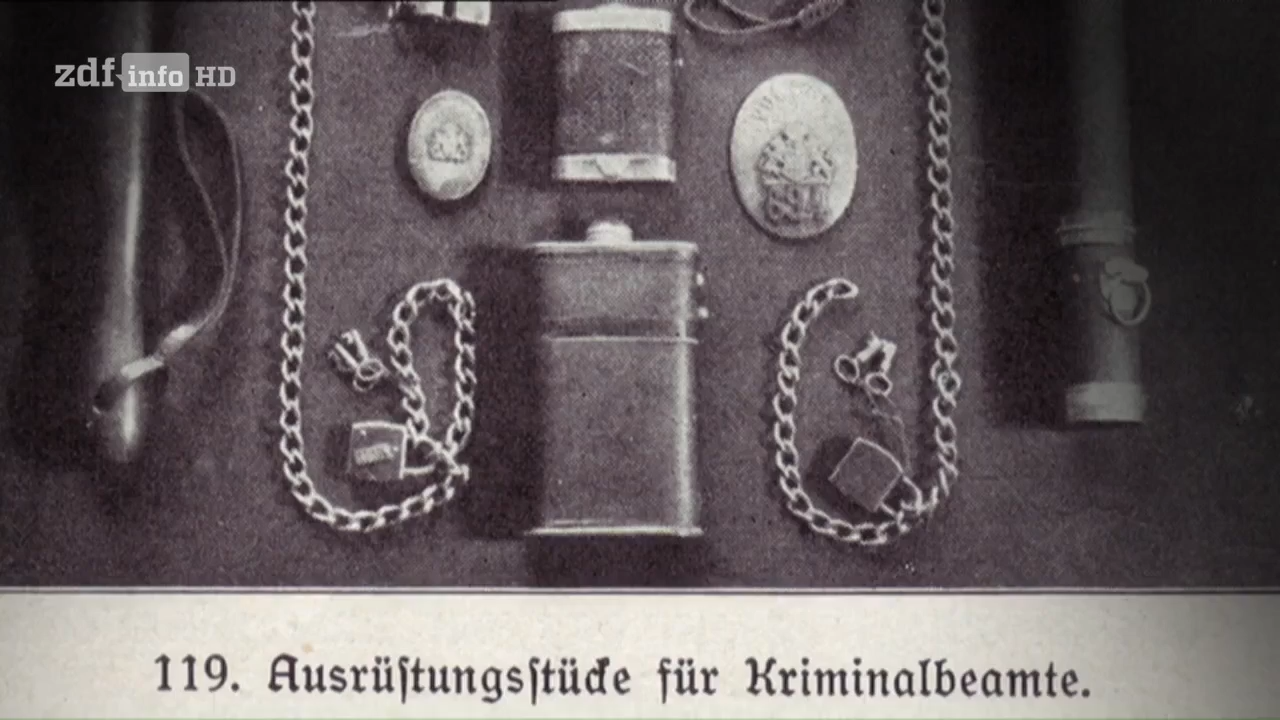 zdf info HD
119. Ausrüſtungsſtücke für Kriminalbeamte.